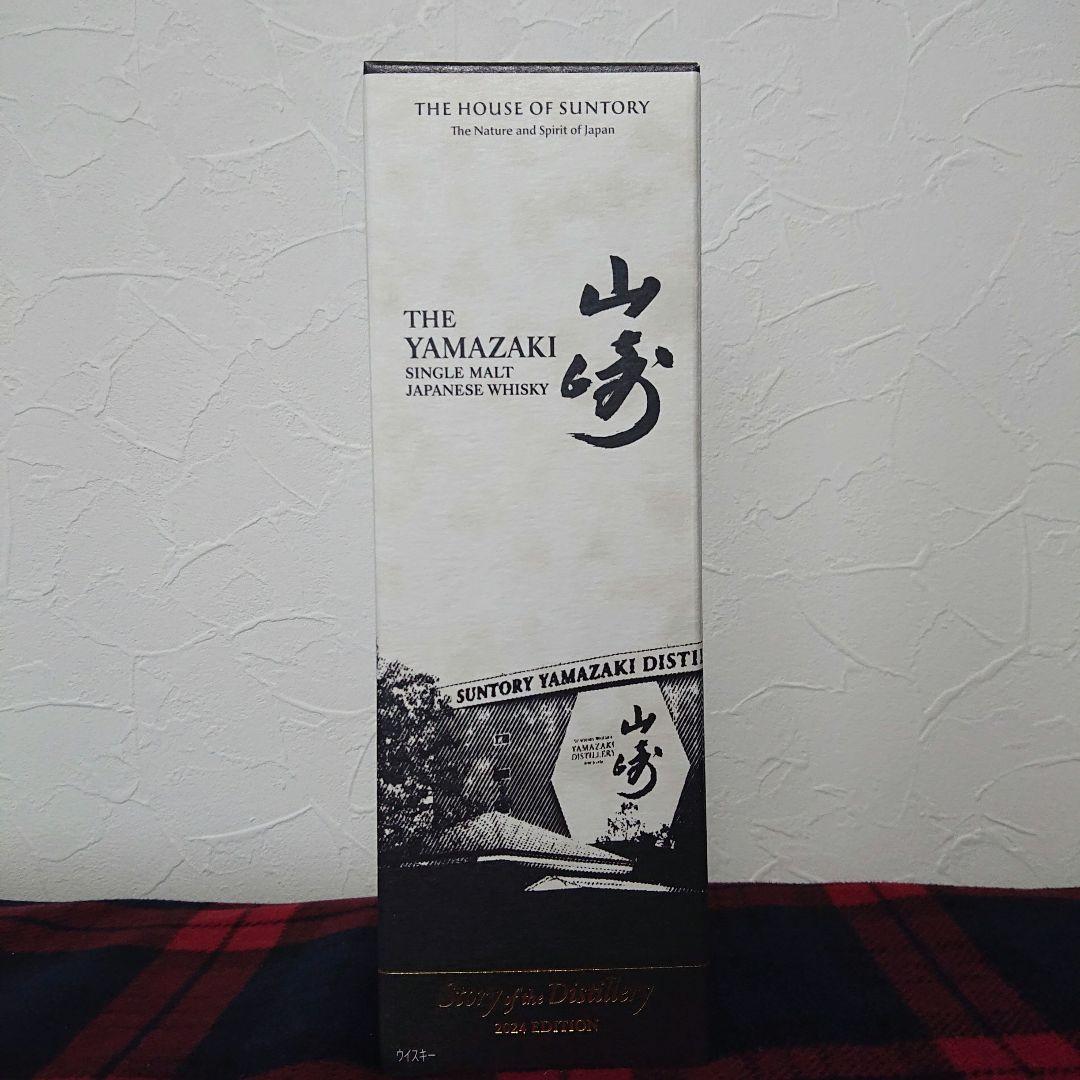 THE HOUSE OF SUNTORY
The Nature and Spirit of Japan
山崎
THE
YAMAZAKI
SINGLE MALT
JAPANESE WHISKY
SUNTORY YAMAZAKI DISTI
山崎
YAMAZAKI
DISTILLERY
Story of the Distillery
2024 EDITION
ウイスキー